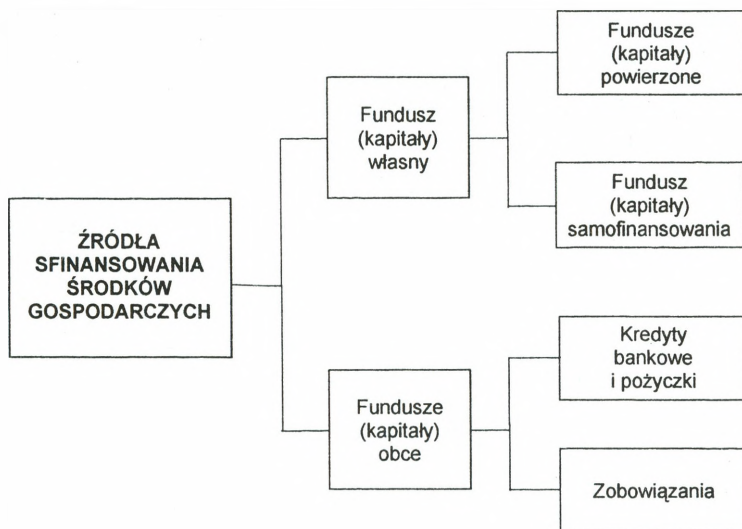 Fundusze
(kapitały)
powierzone
Fundusz
(kapitały)
własny
Fundusz
(kapitały)
samofinansowania
ŹRÓDŁA
SFINANSOWANIA
ŚRODKÓW
GOSPODARCZYCH
Kredyty
bankowe
i pożyczki
Fundusze
(kapitały)
obce
Zobowiązania